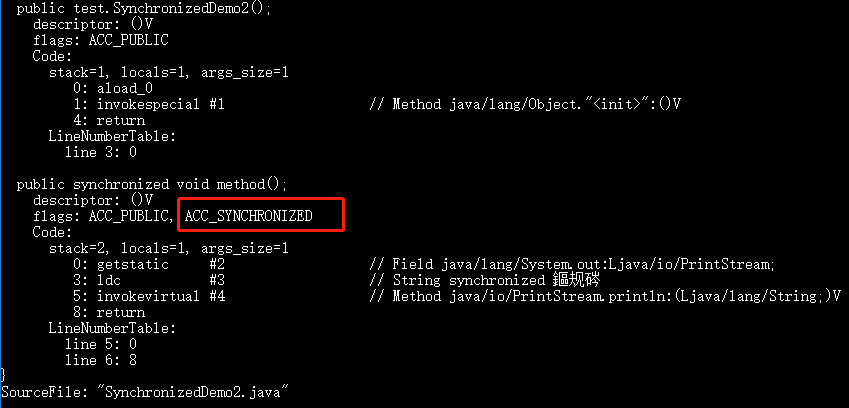 public test.SynchronizedDemo2();
descriptor: ()V
flags: ACC_PUBLIC
Code:
stack=1, locals=1, args_size=1
0: aload_0
1: invokespecial #1 // Method java/lang/Object."<init>":()V
4: return
LineNumberTable:
line 3: 0
public synchronized void method();
descriptor: ()V
flags: ACC_PUBLIC, ACC_SYNCHRONIZED
Code:
stack=2, locals=1, args_size=1
0: getstatic #2 // Field java/lang/System.out:Ljava/io/PrintStream;
3: ldc #3 // String synchronized 鏂规硶
5: invokevirtual #4 // Method java/io/PrintStream.println:(Ljava/lang/String;)V
8: return
LineNumberTable:
line 5: 0
line 6: 8
}
SourceFile: "SynchronizedDemo2.java"